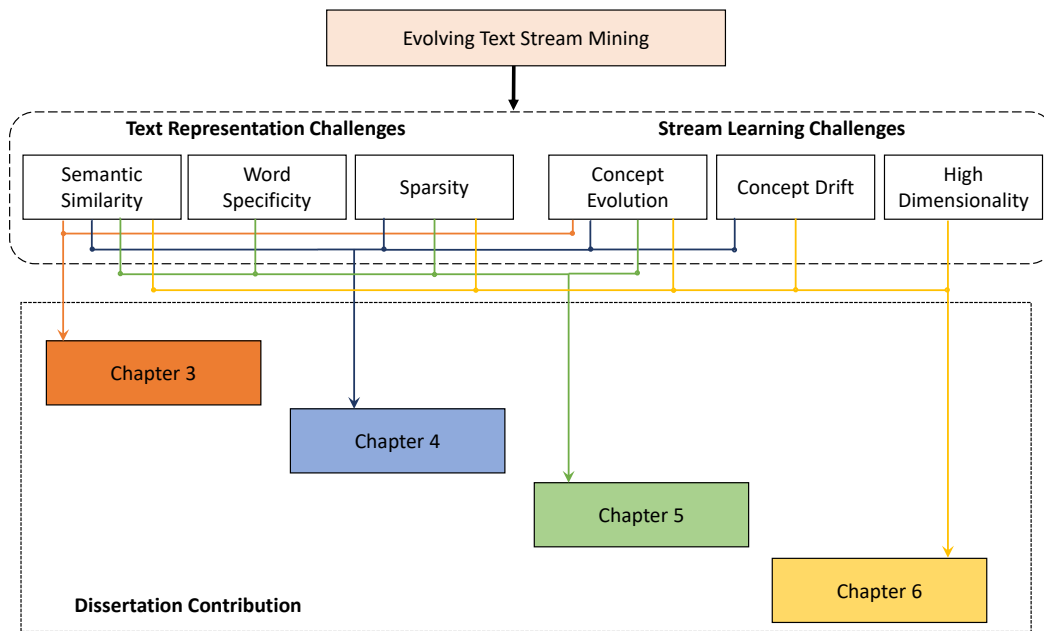 Evolving Text Stream Mining
Text Representation Challenges
Stream Learning Challenges
Semantic
Similarity
Word
Specificity
Sparsity
Concept
Evolution
Concept Drift
High
Dimensionality
Chapter 3
Chapter 4
Chapter 5
Chapter 6
Dissertation Contribution